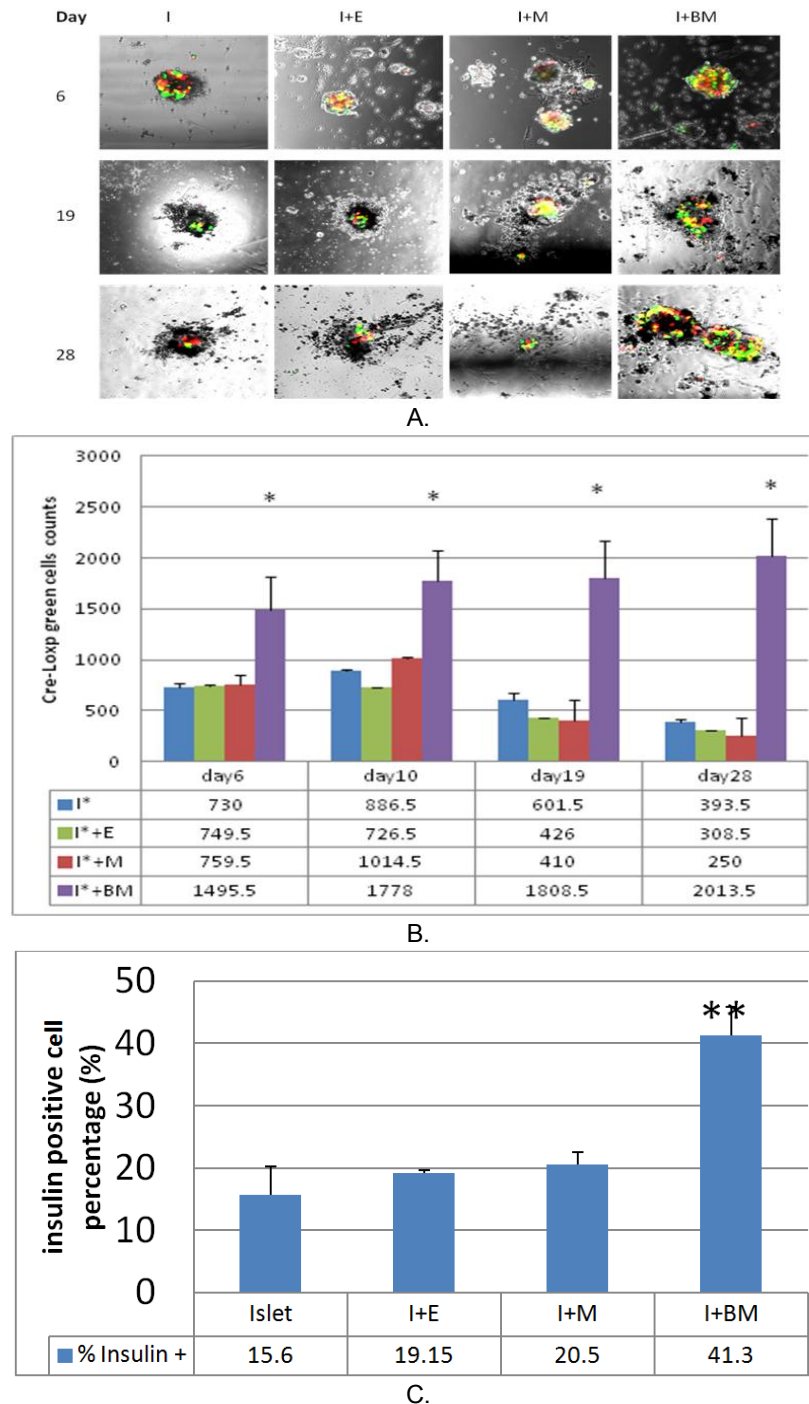 Day I I+E I+M I+BM
6
19
28
A.
3000
2500
2000
1500
1000
500
0
Cre-Loxp green cells counts
* * * *
day6 day10 day19 day28
I* 730 886.5 601.5 393.5
I*+E 749.5 726.5 426 308.5
I*+M 759.5 1014.5 410 250
I*+BM 1495.5 1778 1808.5 2013.5
B.
50
40
30
20
10
0
insulin positive cell
percentage (%)
**
Islet I+E I+M I+BM
% Insulin + 15.6 19.15 20.5 41.3
C.